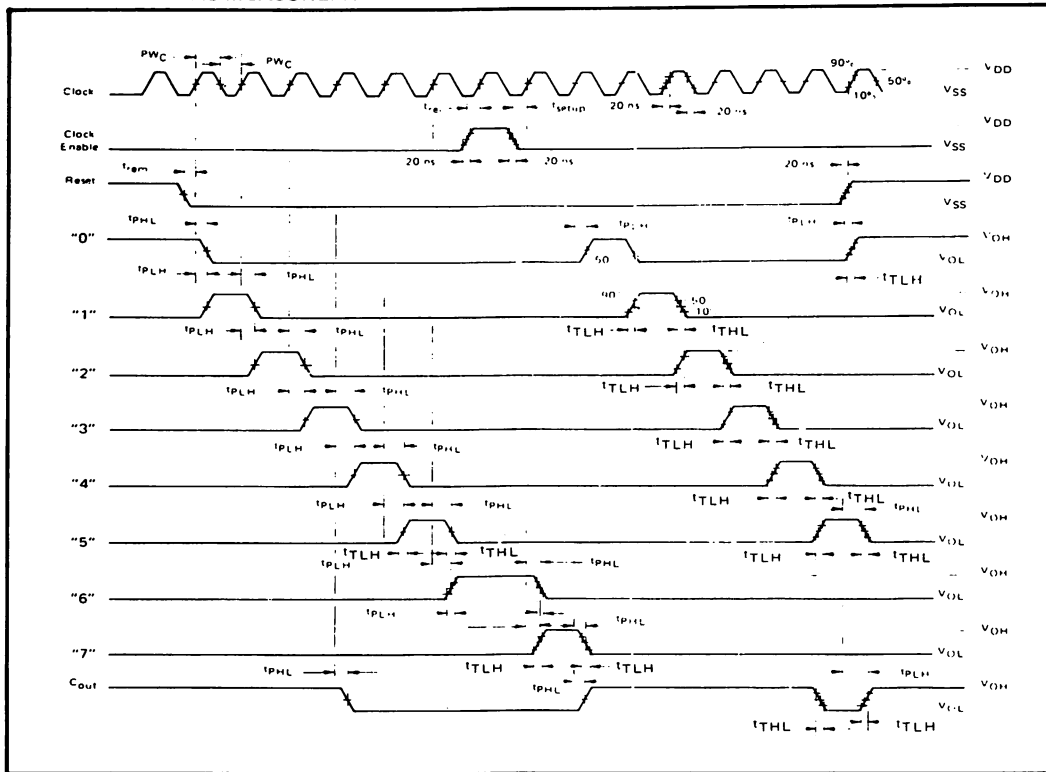 PWC PWC 90% 50% VDD
Clock 10% VSS
tre. tsetup 20 ns 20 ns
Clock Enable VDD
20 ns 20 ns VSS
trem 20 ns
Reset VDD
VSS
tPHL tPLH tPLH
"0" VOH
50 VOL
tPLH tPHL tTLH
"1" 90 50 10 VOH
VOL
tPLH tPHL tTLH tTHL
"2" VOH
VOL
tPLH tPHL tTLH tTHL
"3" VOH
VOL
tPLH tPHL tTLH tTHL
"4" VOH
VOL
tPLH tPHL tTLH tTHL tPHL
"5" VOH
VOL
tTLH tTHL tTLH tTHL
tPLH tPHL
"6" VOH
VOL
tPLH tPHL
"7" VOH
VOL
tPHL tTLH tTLH tPLH
tPHL
Cout VOH
VOL
tTHL tTLH